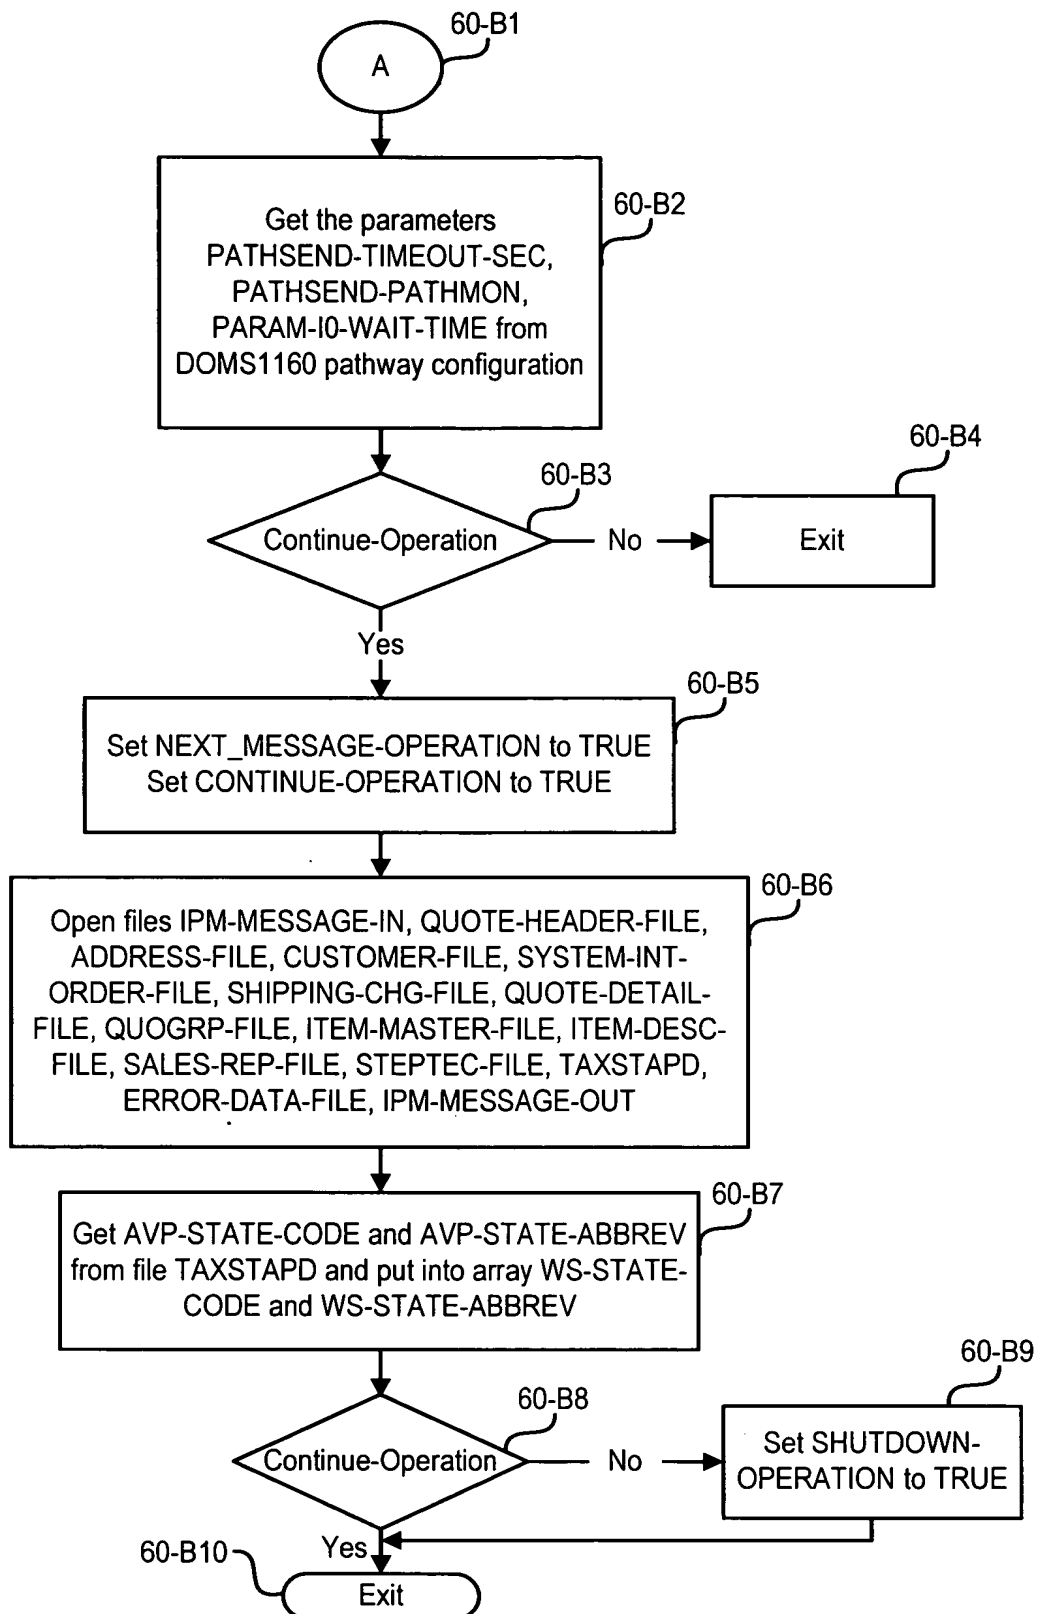 60-B1
A
60-B2
Get the parameters
PATHSEND-TIMEOUT-SEC,
PATHSEND-PATHMON,
PARAM-I0-WAIT-TIME from
DOMS1160 pathway configuration
60-B4
60-B3
Continue-Operation
No
Exit
Yes
60-B5
Set NEXT_MESSAGE-OPERATION to TRUE
Set CONTINUE-OPERATION to TRUE
60-B6
Open files IPM-MESSAGE-IN, QUOTE-HEADER-FILE,
ADDRESS-FILE, CUSTOMER-FILE, SYSTEM-INT-
ORDER-FILE, SHIPPING-CHG-FILE, QUOTE-DETAIL-
FILE, QUOGRP-FILE, ITEM-MASTER-FILE, ITEM-DESC-
FILE, SALES-REP-FILE, STEPTEC-FILE, TAXSTAPD,
ERROR-DATA-FILE, IPM-MESSAGE-OUT
60-B7
Get AVP-STATE-CODE and AVP-STATE-ABBREV
from file TAXSTAPD and put into array WS-STATE-
CODE and WS-STATE-ABBREV
60-B9
60-B8
Continue-Operation
No
Set SHUTDOWN-
OPERATION to TRUE
Yes
60-B10
Exit